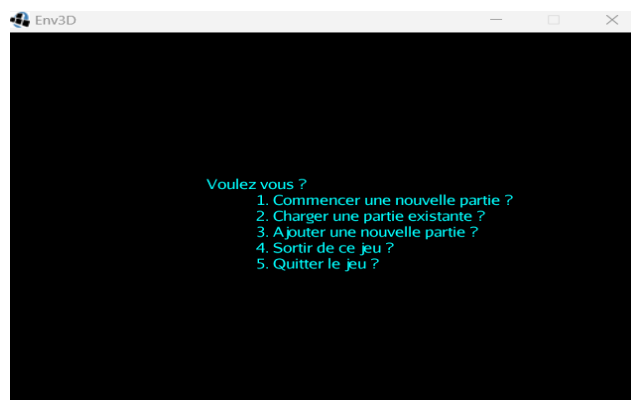 Env3D
Voulez vous ?
1. Commencer une nouvelle partie ?
2. Charger une partie existante ?
3. Ajouter une nouvelle partie ?
4. Sortir de ce jeu ?
5. Quitter le jeu ?